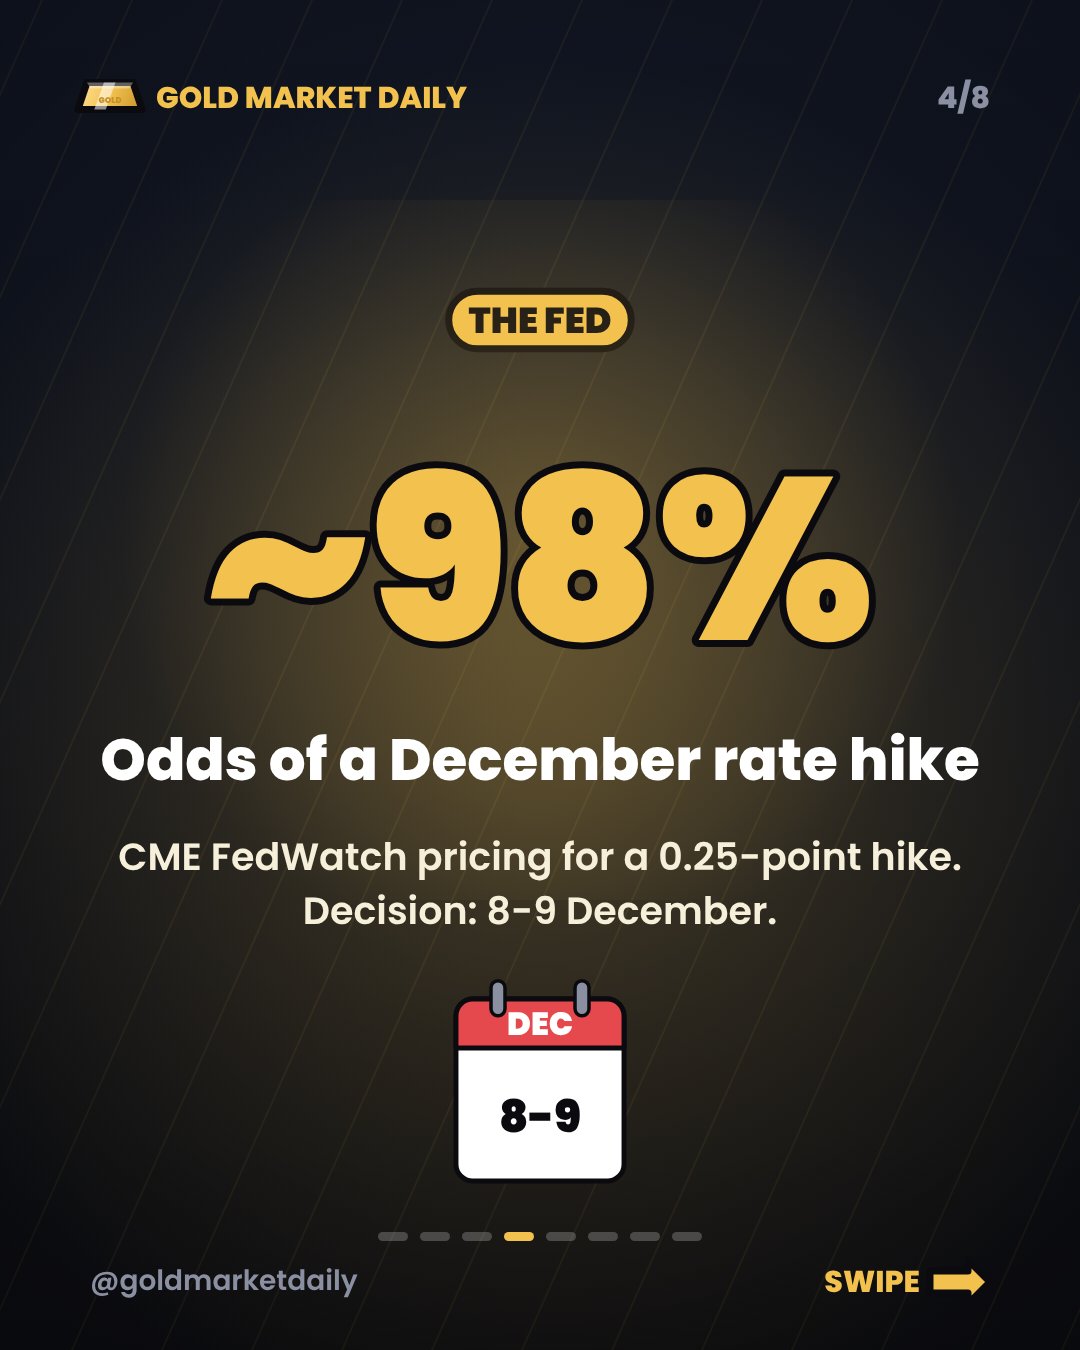 GOLD
GOLD MARKET DAILY
4/8
THE FED
~98%
Odds of a December rate hike
CME FedWatch pricing for a 0.25-point hike.
Decision: 8-9 December.
DEC
8-9
@goldmarketdaily
SWIPE